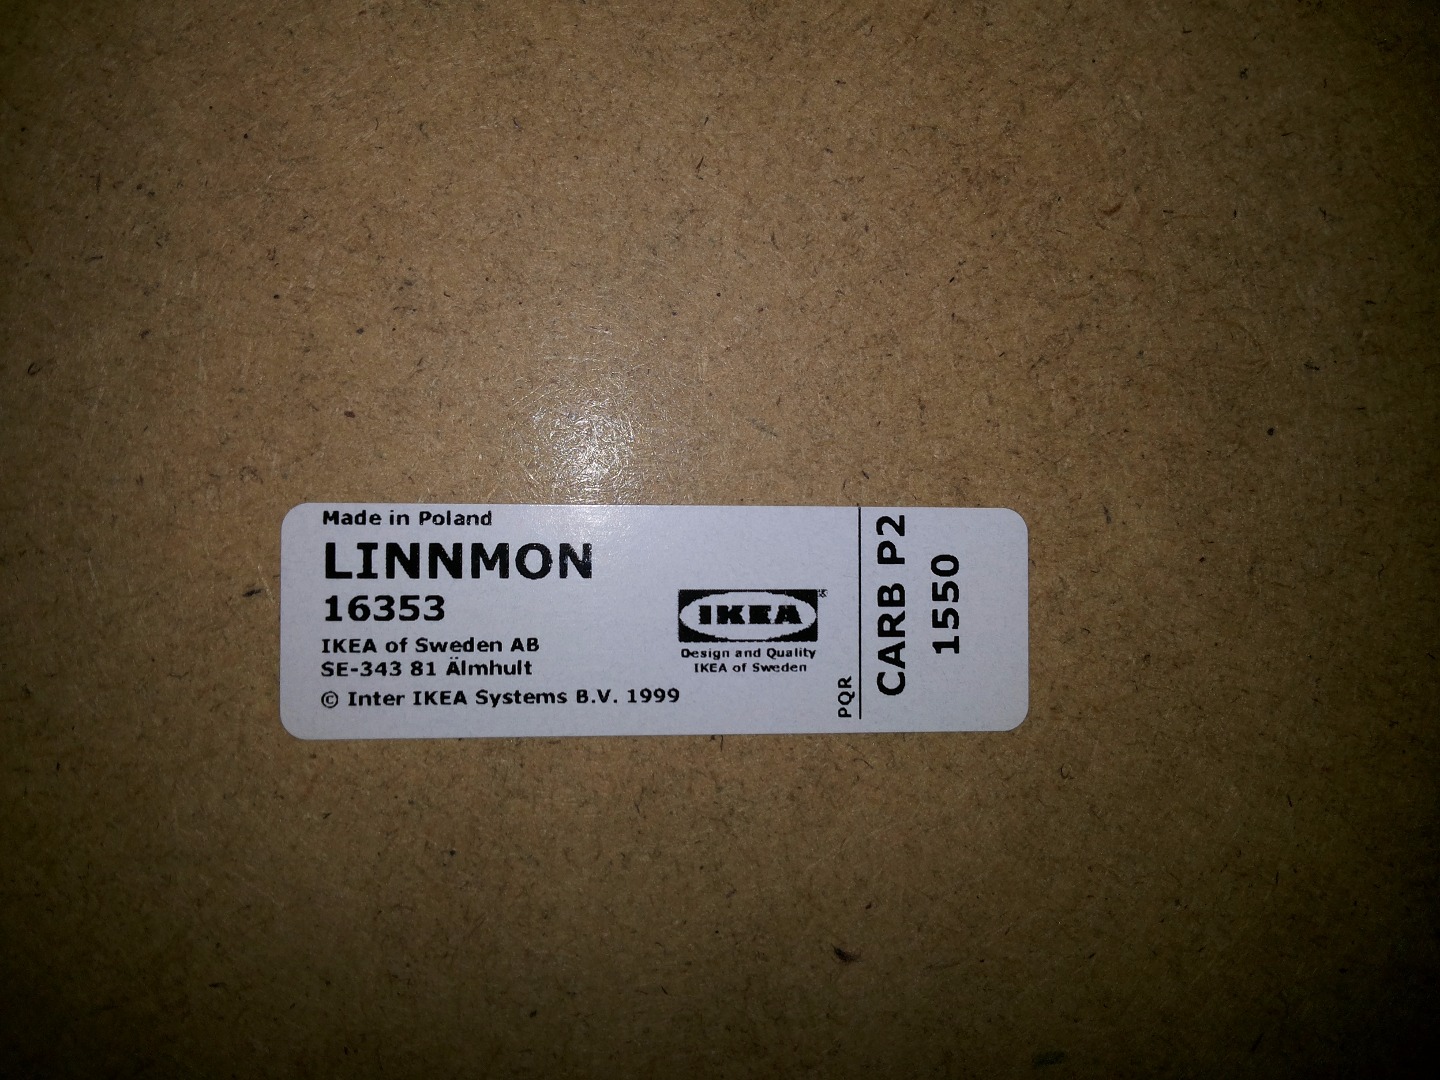 Made in Poland
LINNMON
16353
IKEA of Sweden AB
SE-343 81 Älmhult
© Inter IKEA Systems B.V. 1999
IKEA®
Design and Quality
IKEA of Sweden
PQR
CARB P2
1550